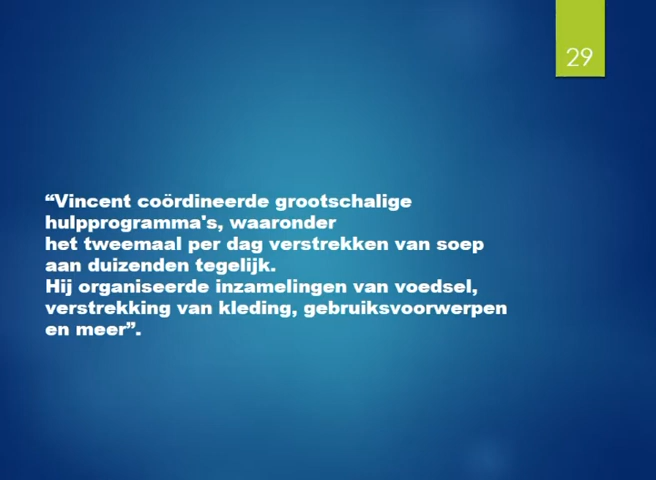 29
“Vincent coördineerde grootschalige
hulpprogramma's, waaronder
het tweemaal per dag verstrekken van soep
aan duizenden tegelijk.
Hij organiseerde inzamelingen van voedsel,
verstrekking van kleding, gebruiksvoorwerpen
en meer”.